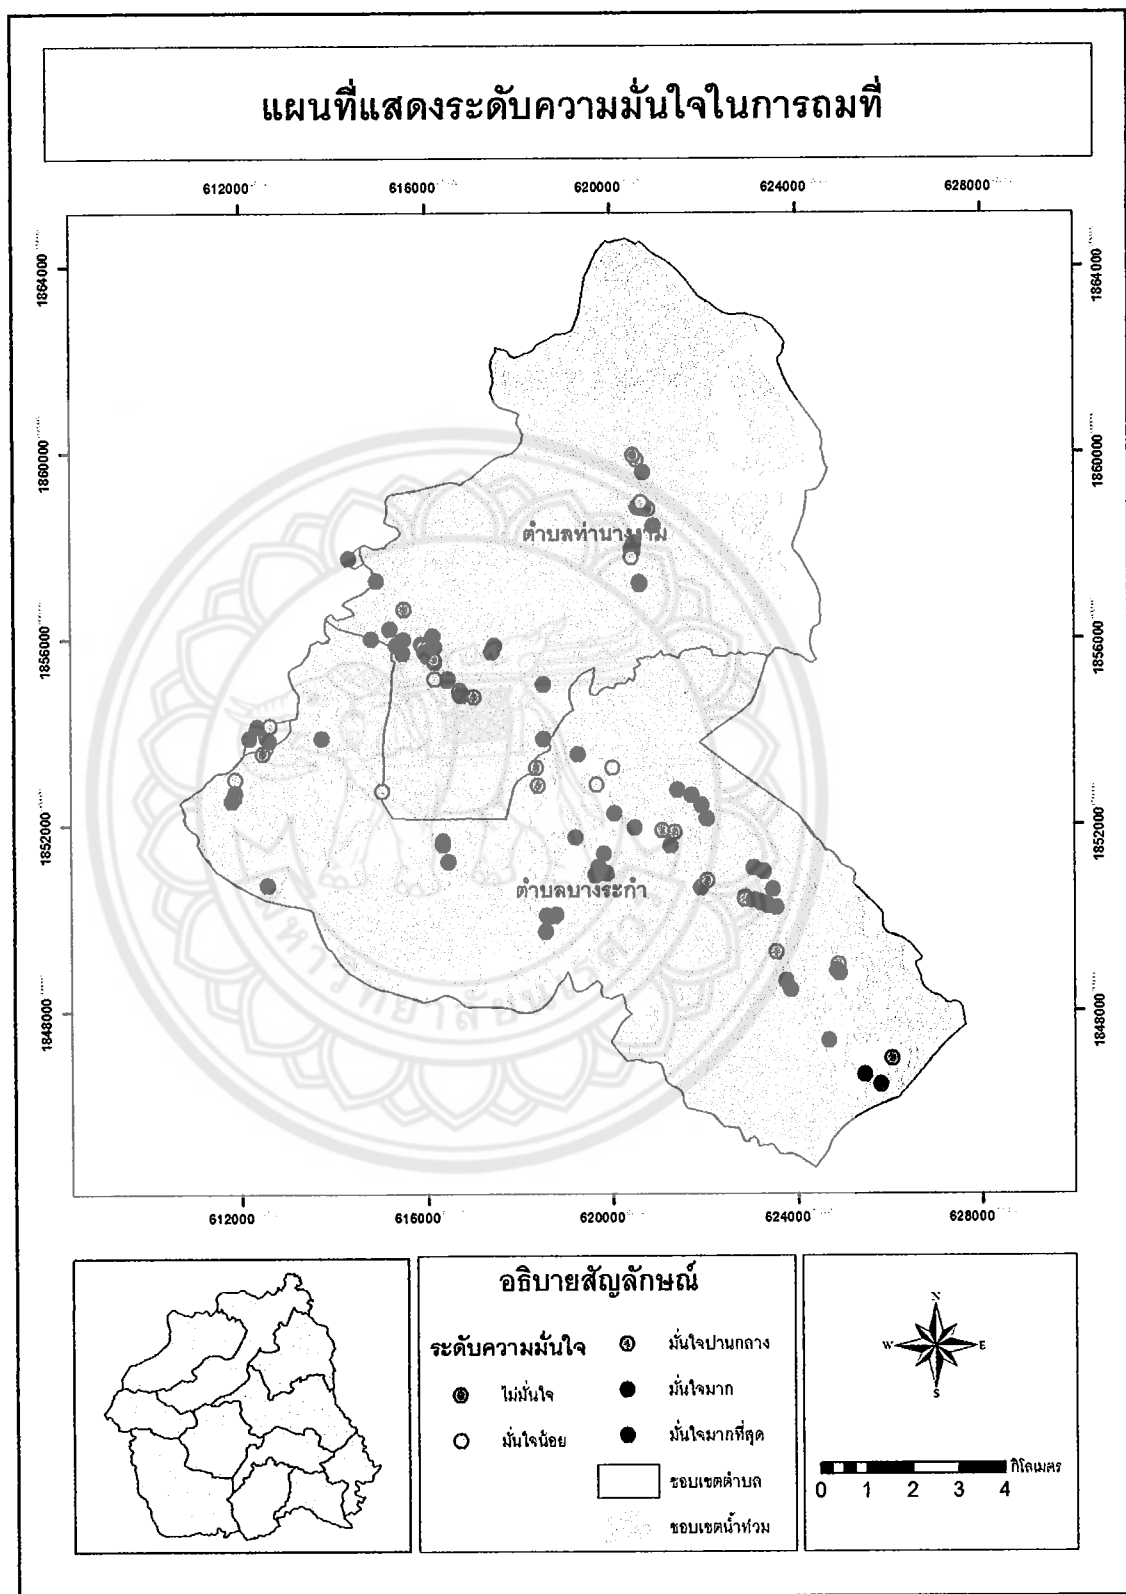 แผนที่แสดงระดับความมั่นใจในการถมที่
612000 616000 620000 624000 628000
1864000 1864000
1860000 1860000
ตำบลท่านางงาม
1856000 1856000
1852000 1852000
ตำบลบางระกำ
1848000 1848000
612000 616000 620000 624000 628000
อธิบายสัญลักษณ์
ระดับความมั่นใจ
ไม่มั่นใจ
มั่นใจน้อย
มั่นใจปานกลาง
มั่นใจมาก
มั่นใจมากที่สุด
ขอบเขตตำบล
ขอบเขตน้ำท่วม
N
W E
S
กิโลเมตร
0 1 2 3 4